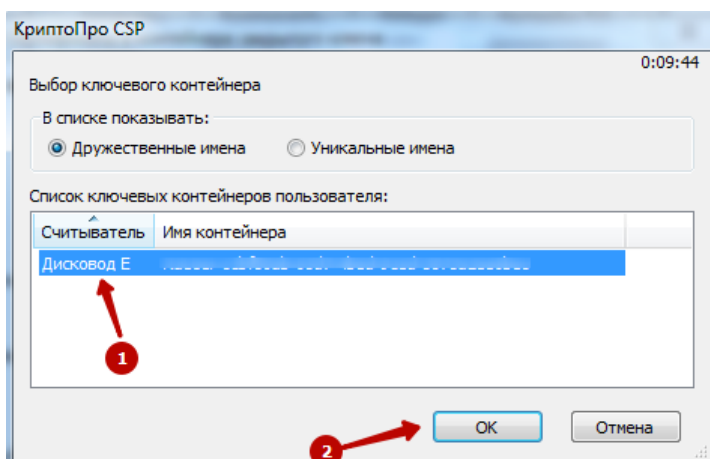 КриптоПро CSP
0:09:44
Выбор ключевого контейнера
В списке показывать:
Дружественные имена Уникальные имена
Список ключевых контейнеров пользователя:
Считыватель Имя контейнера
Дисковод E
1
OK Отмена
2